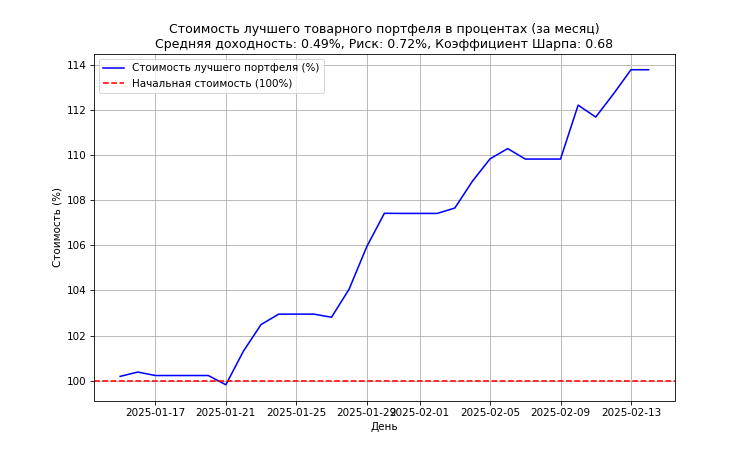 Стоимость лучшего товарного портфеля в процентах (за месяц)
Средняя доходность: 0.49%, Риск: 0.72%, Коэффициент Шарпа: 0.68
Стоимость лучшего портфеля (%)
Начальная стоимость (100%)
Стоимость (%)
114
112
110
108
106
104
102
100
2025-01-17 2025-01-21 2025-01-25 2025-01-29 2025-02-01 2025-02-05 2025-02-09 2025-02-13
День